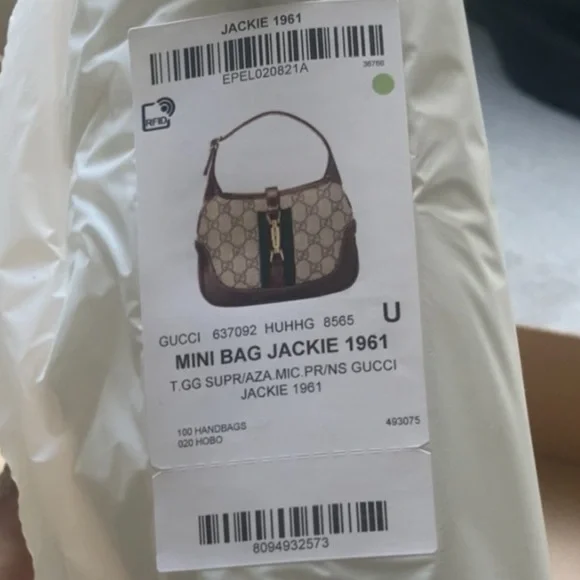 JACKIE 1961
EPEL020821A
36766
RFID
GUCCI 637092 HUHHG 8565 U
MINI BAG JACKIE 1961
T.GG SUPR/AZA.MIC.PR/NS GUCCI
JACKIE 1961
100 HANDBAGS
020 HOBO
493075
8094932573